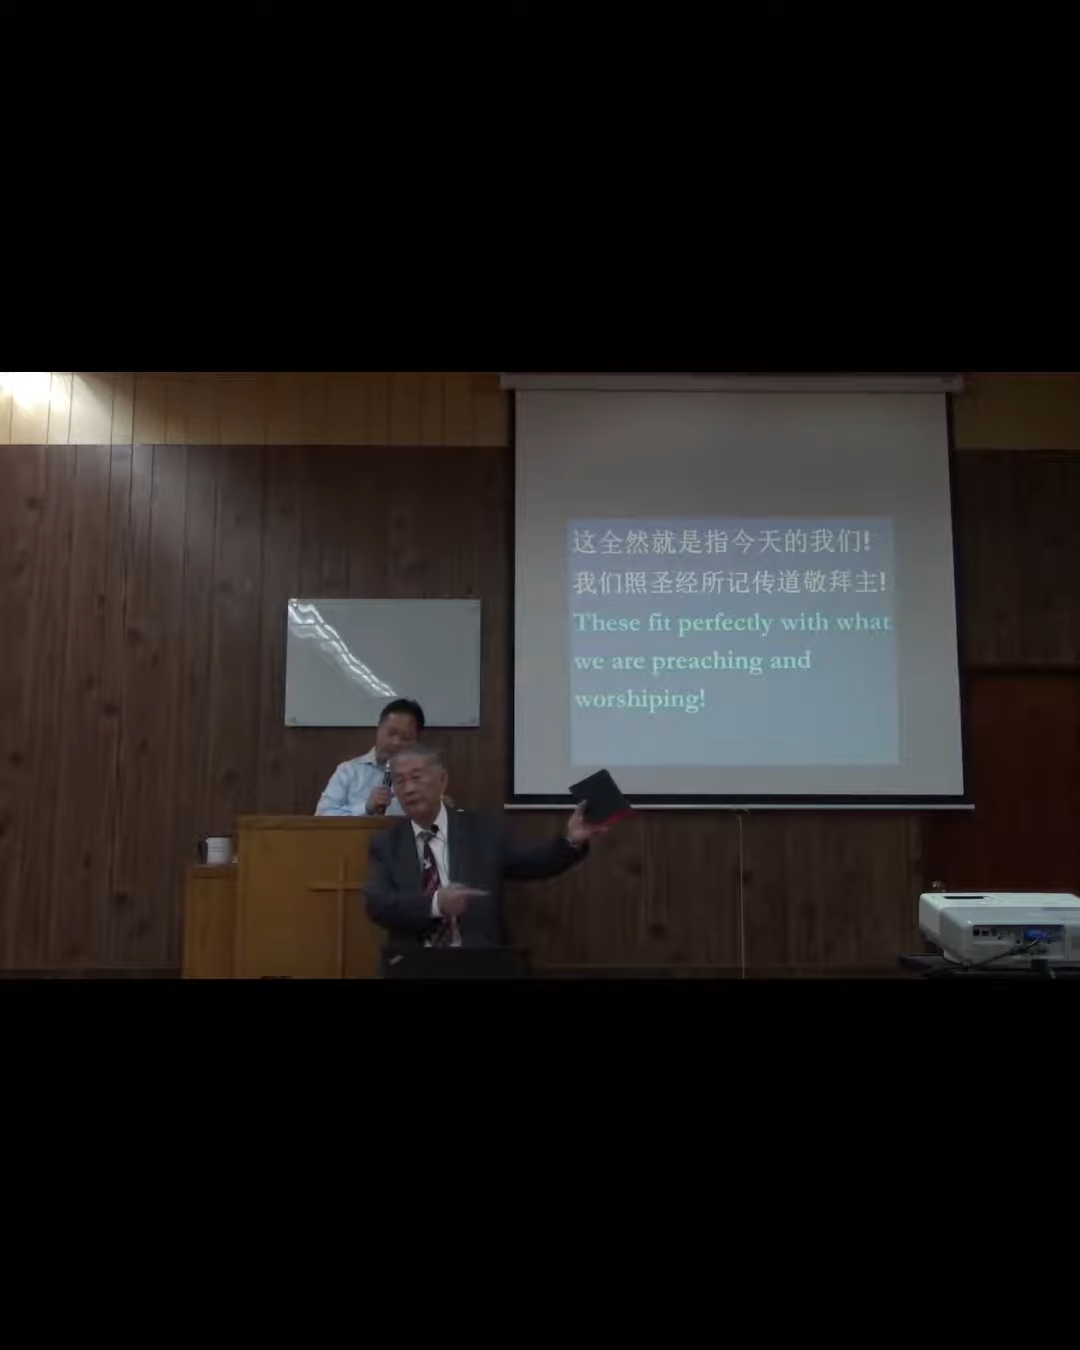 这全然就是指今天的我们!
我们照圣经所记传道敬拜主!
These fit perfectly with what
we are preaching and
worshiping!